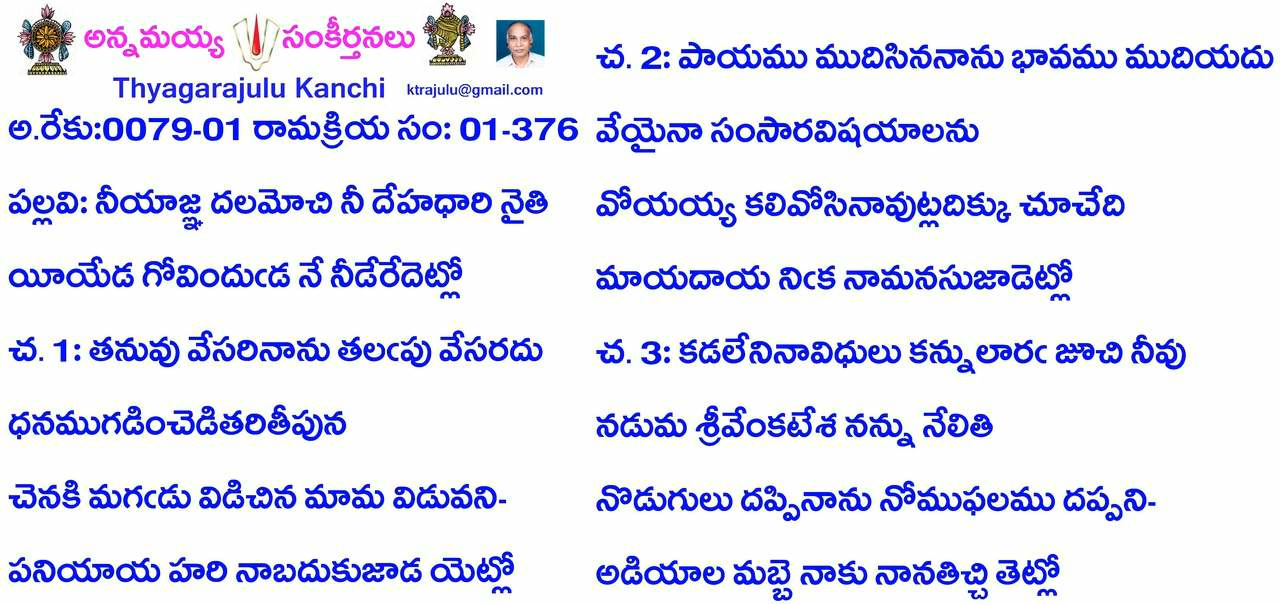 అన్నమయ్య సంకీర్తనలు
Thyagarajulu Kanchi ktrajulu@gmail.com
అ.రేకు:0079-01 రామక్రియ సం: 01-376
పల్లవి: నీయాజ్ఞ దలమోచి నీ దేహధారి నైతి
యీయేడ గోవిందుఁడ నే నీడేరేదెట్లో
చ. 1: తనువు వేసరినాను తలఁపు వేసరదు
ధనముగడించెడితరితీపున
చెనకి మగఁడు విడిచిన మామ విడువని-
పనియాయ హరి నాబదుకుజాడ యెట్లో
చ. 2: పాయము ముదిసిననాను భావము ముదియదు
వేయైనా సంసారవిషయాలను
వోయయ్య కలివోసినావుట్లదిక్కు చూచేది
మాయదాయ నిఁక నామనసుజాడెట్లో
చ. 3: కడలేనినావిధులు కన్నులారఁ జూచి నీవు
నడుమ శ్రీవేంకటేశ నన్ను నేలితి
నొడుగులు దప్పినాను నోముఫలము దప్పని-
అడియాల మబ్బె నాకు నానతిచ్చి తెట్లో